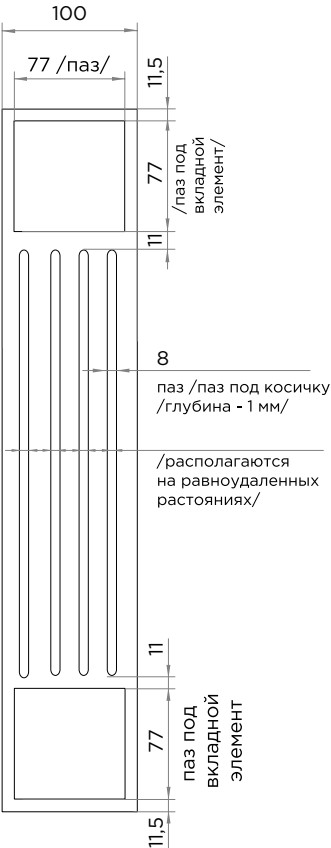 100
77 /паз/
11,5
77
/паз под
вкладной
элемент/
11
8
паз /паз под косичку
/глубина - 1 мм/
/располагаются
на равноудаленных
растояниях/
11
77
паз под
вкладной
элемент
11,5